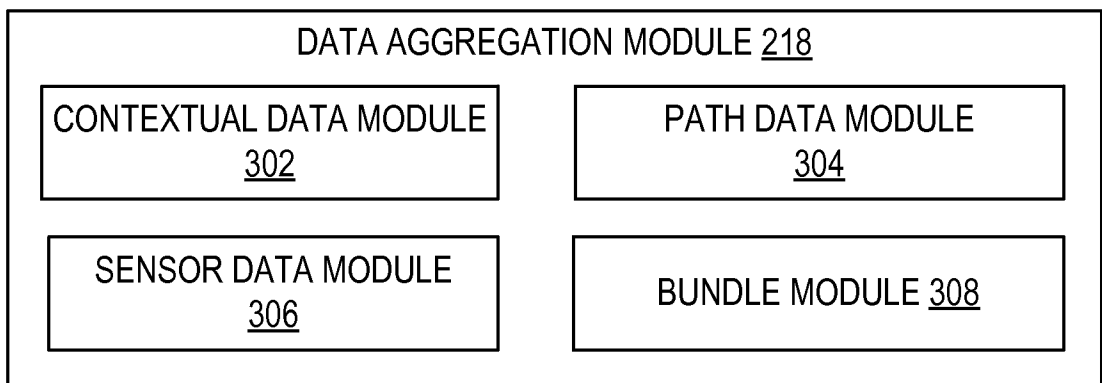 DATA AGGREGATION MODULE 218
CONTEXTUAL DATA MODULE
302
PATH DATA MODULE
304
SENSOR DATA MODULE
306
BUNDLE MODULE 308